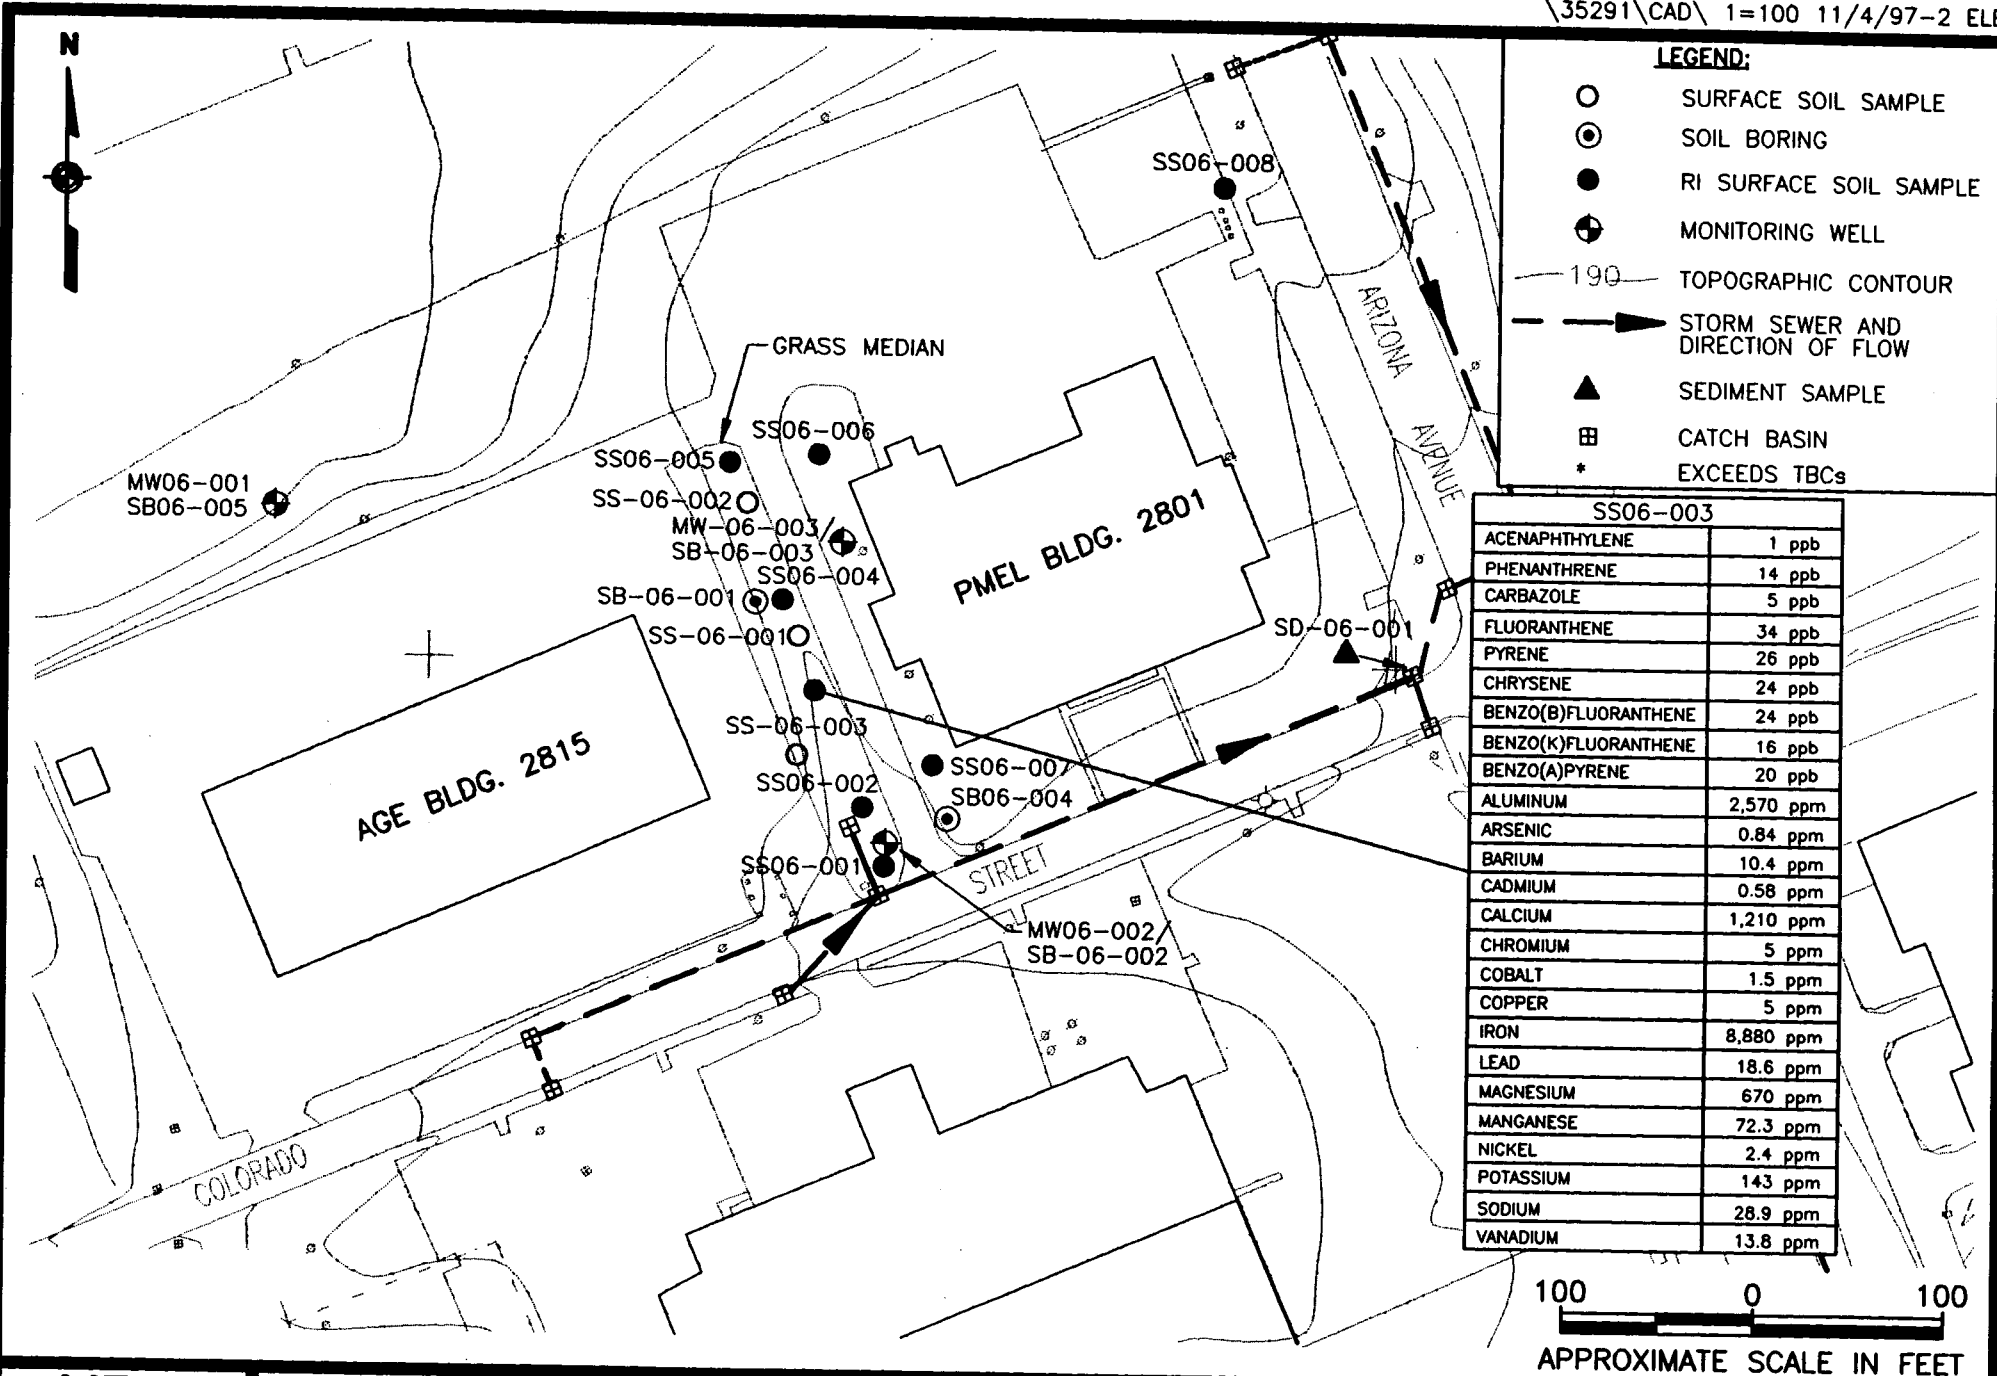 \35291\CAD\ 1=100 11/4/97-2 ELE
N
LEGEND:
SURFACE SOIL SAMPLE
SOIL BORING
RI SURFACE SOIL SAMPLE
MONITORING WELL
190 TOPOGRAPHIC CONTOUR
STORM SEWER AND
DIRECTION OF FLOW
SEDIMENT SAMPLE
CATCH BASIN
* EXCEEDS TBCs
SS06-008
ARIZONA
AVENUE
GRASS MEDIAN
SS06-006
SS06-005
SS-06-002
MW06-001
SB06-005
MW-06-003/
SB-06-003
SS06-004
SB-06-001
SS-06-001
PMEL BLDG. 2801
SD-06-001
SS-06-003
AGE BLDG. 2815
SS06-002
SS06-007
SB06-004
SS06-001
STREET
MW06-002/
SB-06-002
COLORADO
SS06-003
ACENAPHTHYLENE 1 ppb
PHENANTHRENE 14 ppb
CARBAZOLE 5 ppb
FLUORANTHENE 34 ppb
PYRENE 26 ppb
CHRYSENE 24 ppb
BENZO(B)FLUORANTHENE 24 ppb
BENZO(K)FLUORANTHENE 16 ppb
BENZO(A)PYRENE 20 ppb
ALUMINUM 2,570 ppm
ARSENIC 0.84 ppm
BARIUM 10.4 ppm
CADMIUM 0.58 ppm
CALCIUM 1,210 ppm
CHROMIUM 5 ppm
COBALT 1.5 ppm
COPPER 5 ppm
IRON 8,880 ppm
LEAD 18.6 ppm
MAGNESIUM 670 ppm
MANGANESE 72.3 ppm
NICKEL 2.4 ppm
POTASSIUM 143 ppm
SODIUM 28.9 ppm
VANADIUM 13.8 ppm
100 0 100
APPROXIMATE SCALE IN FEET